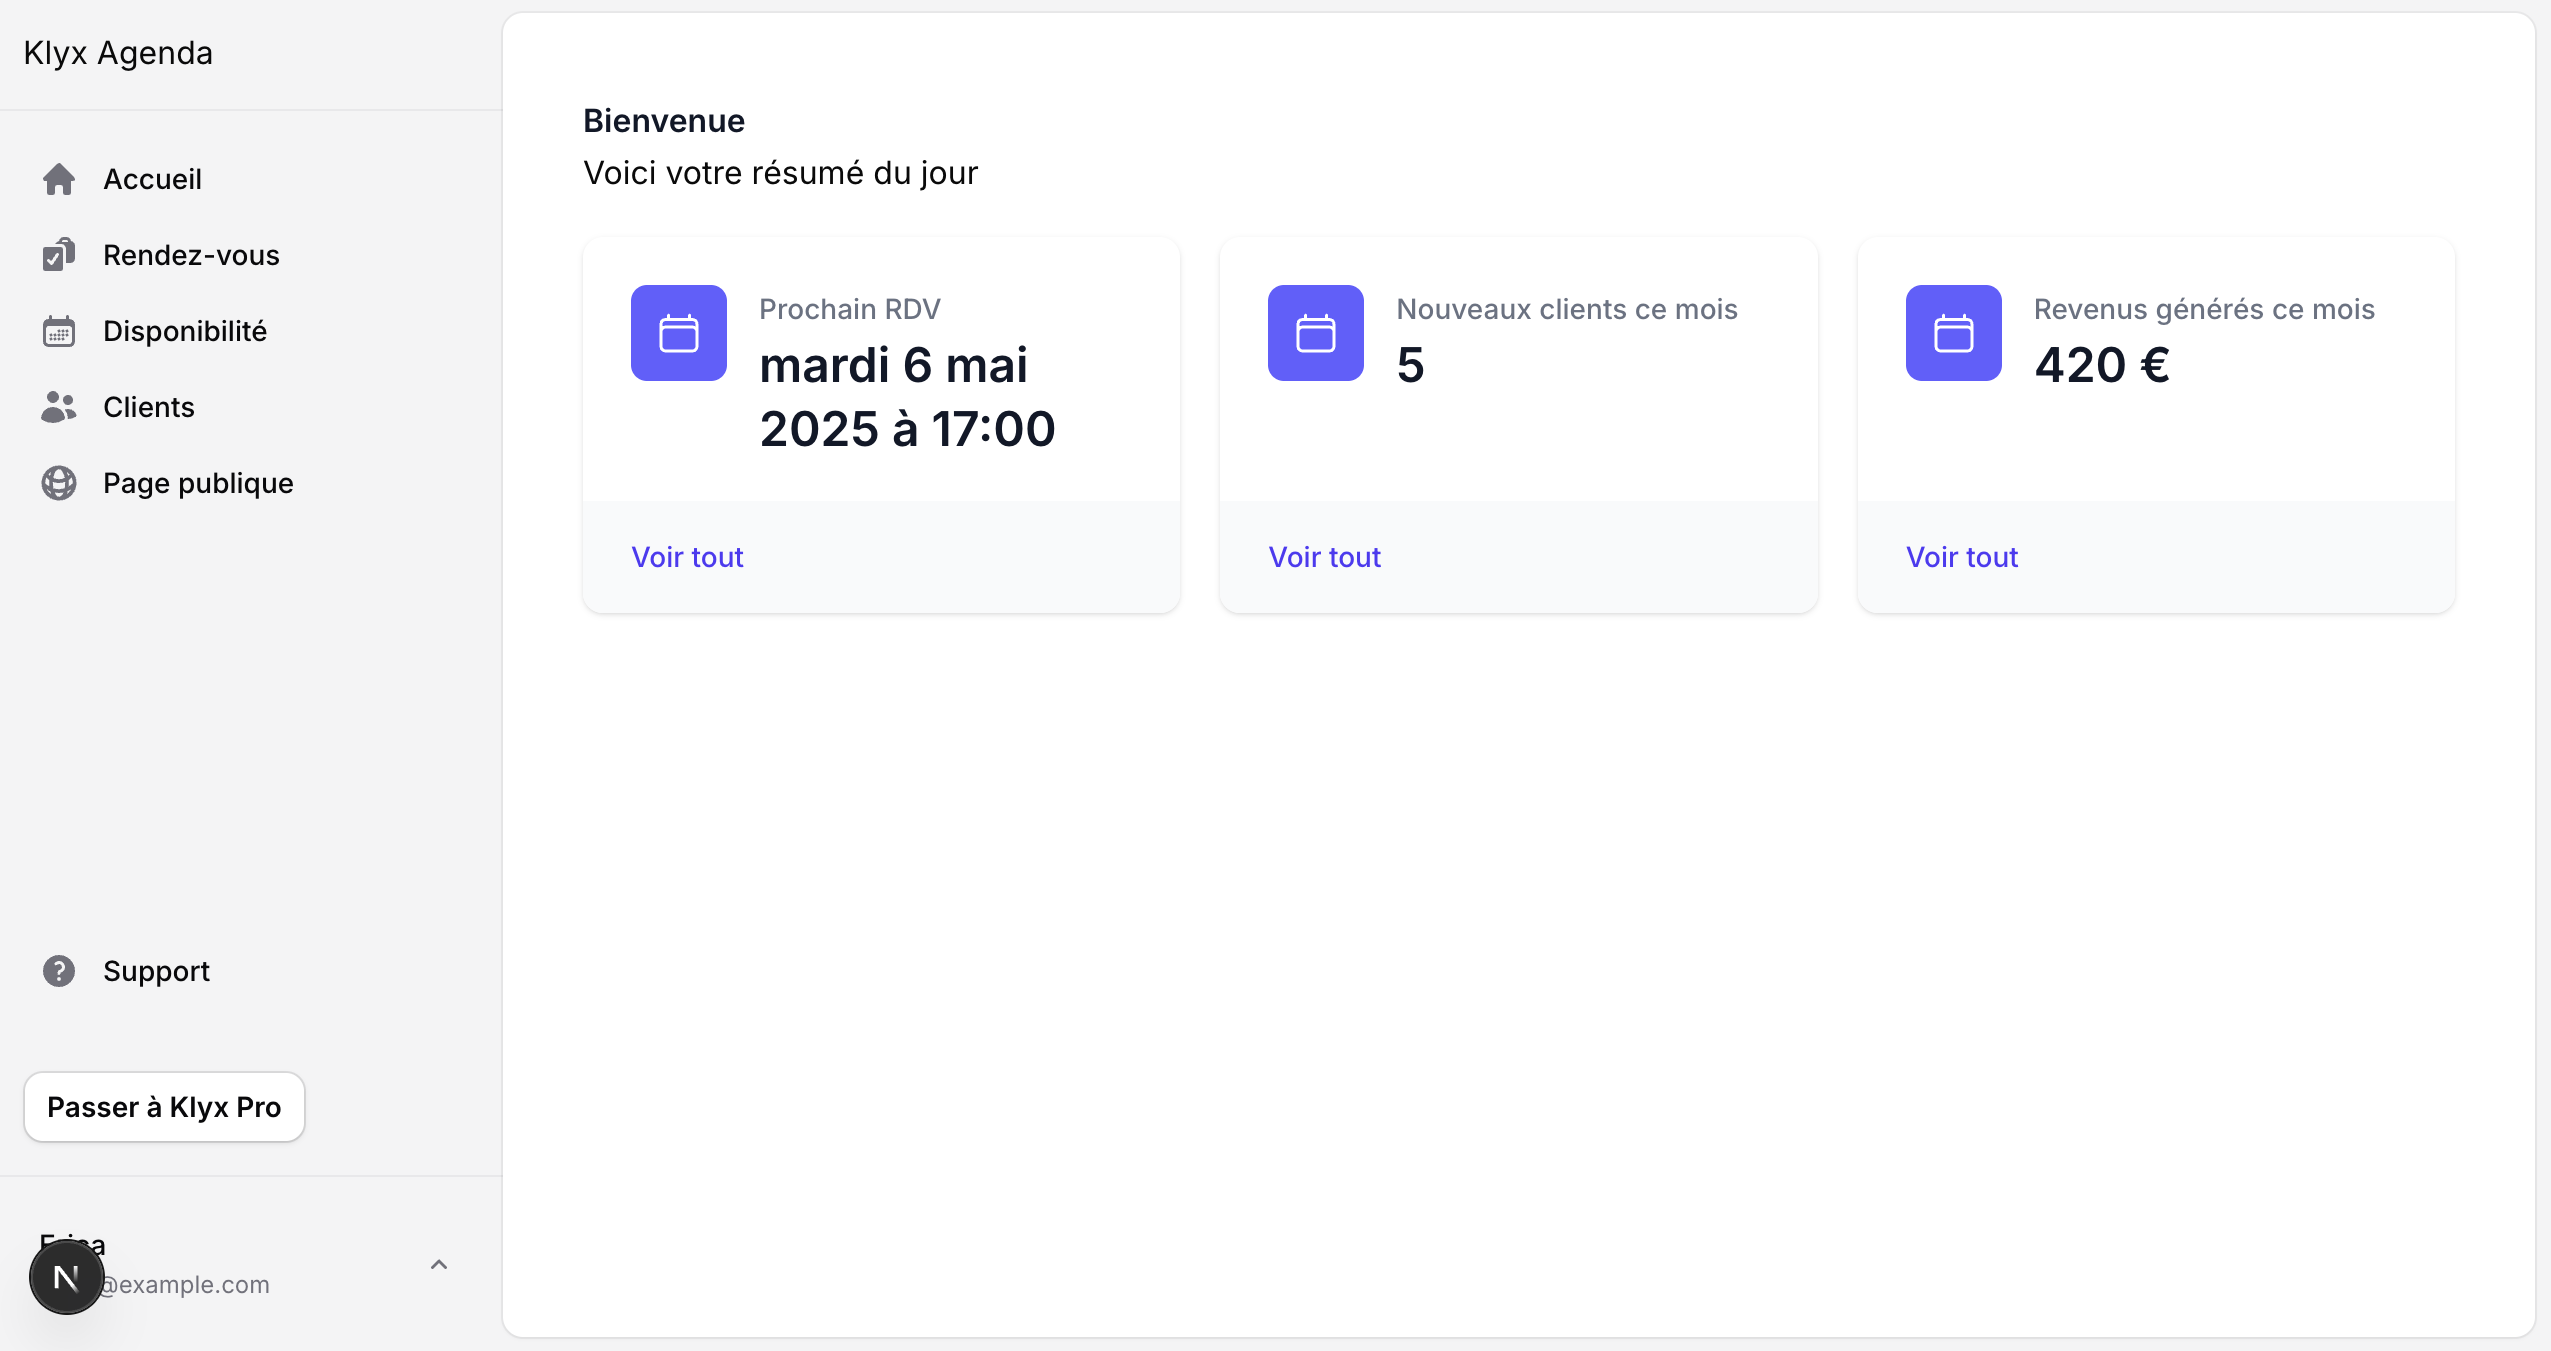 Klyx Agenda
Accueil
Rendez-vous
Disponibilité
Clients
Page publique
Support
Passer à Klyx Pro
@example.com
Bienvenue
Voici votre résumé du jour
Prochain RDV
mardi 6 mai
2025 à 17:00
Voir tout
Nouveaux clients ce mois
5
Voir tout
Revenus générés ce mois
420 €
Voir tout